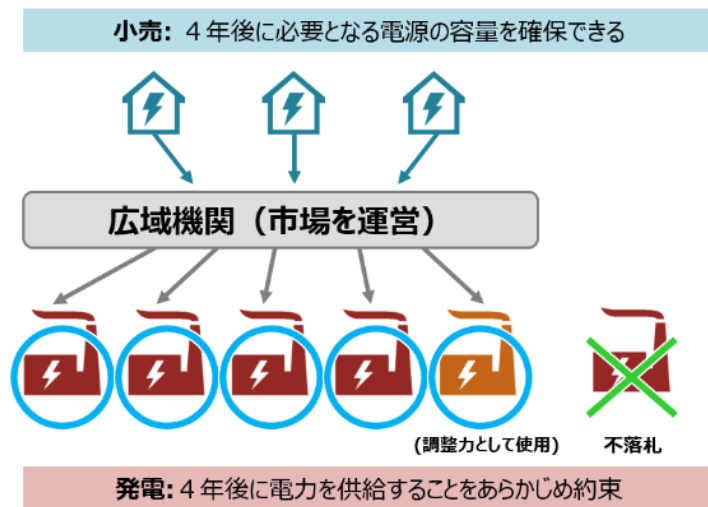 小売: 4年後に必要となる電源の容量を確保できる
広域機関（市場を運営）
(調整力として使用)
不落札
発電: 4年後に電力を供給することをあらかじめ約束